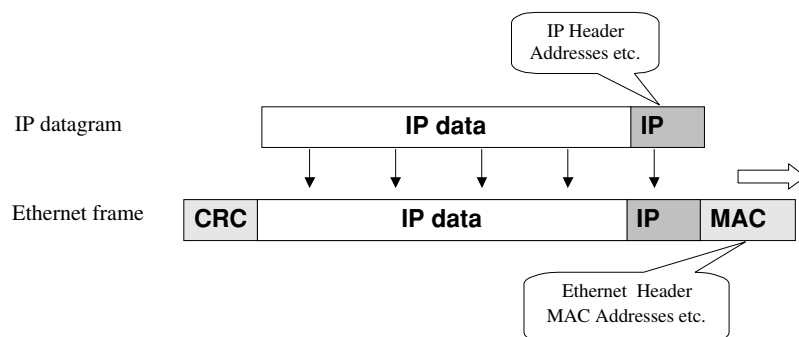 IP Header
Addresses etc.
IP datagram
IP data
IP
Ethernet frame
CRC
IP data
IP
MAC
Ethernet Header
MAC Addresses etc.